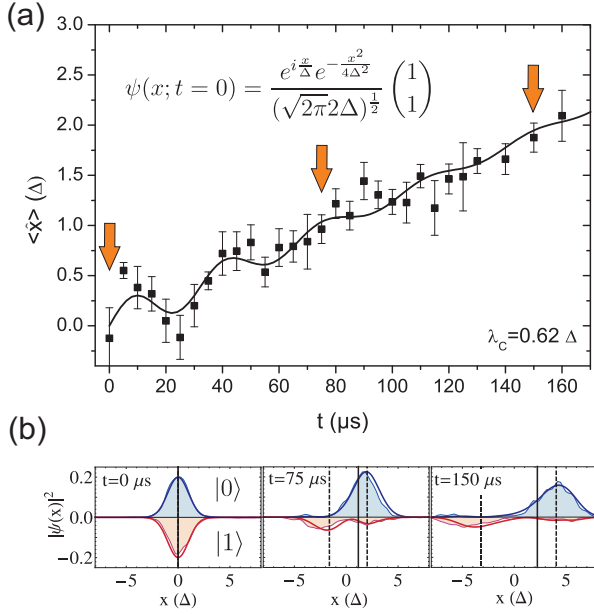 (a)
3.0
2.5
2.0
1.5
1.0
0.5
0.0
<x̂> (Δ)
ψ(x; t = 0) = e^{i x/Δ} e^{-x²/4Δ²} / (√2π2Δ)^{1/2} (1 1)
λ_C=0.62 Δ
0 20 40 60 80 100 120 140 160
t (μs)
(b)
|ψ(x)|²
0.2
0.0
−0.2
t=0 μs
|0⟩
|1⟩
t=75 μs
t=150 μs
−5 0 5 −5 0 5 −5 0 5
x (Δ) x (Δ) x (Δ)